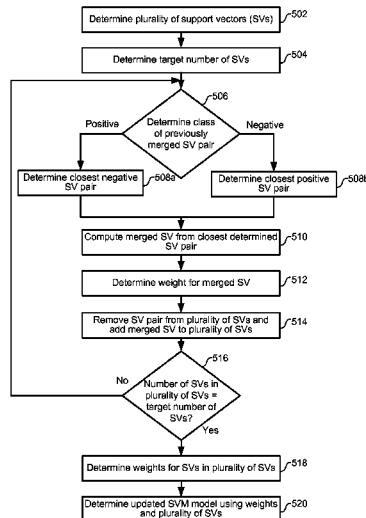 Determine plurality of support vectors (SVs)
502
Determine target number of SVs
504
506
Determine class
of previously
merged SV pair
Positive
Negative
Determine closest negative
SV pair
508a
Determine closest positive
SV pair
508b
Compute merged SV from closest determined
SV pair
510
Determine weight for merged SV
512
Remove SV pair from plurality of SVs and
add merged SV to plurality of SVs
514
516
Number of SVs in
plurality of SVs =
target number of
SVs?
No
Yes
Determine weights for SVs in plurality of SVs
518
Determine updated SVM model using weights
and plurality of SVs
520